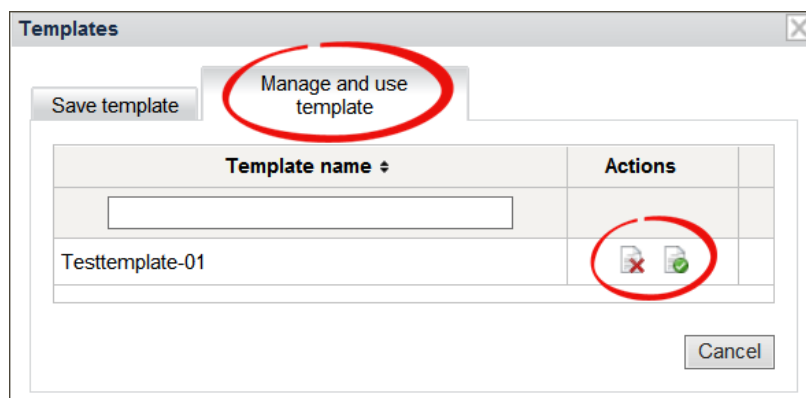 Templates
Save template
Manage and use
template
Template name
Actions
Testtemplate-01
Cancel